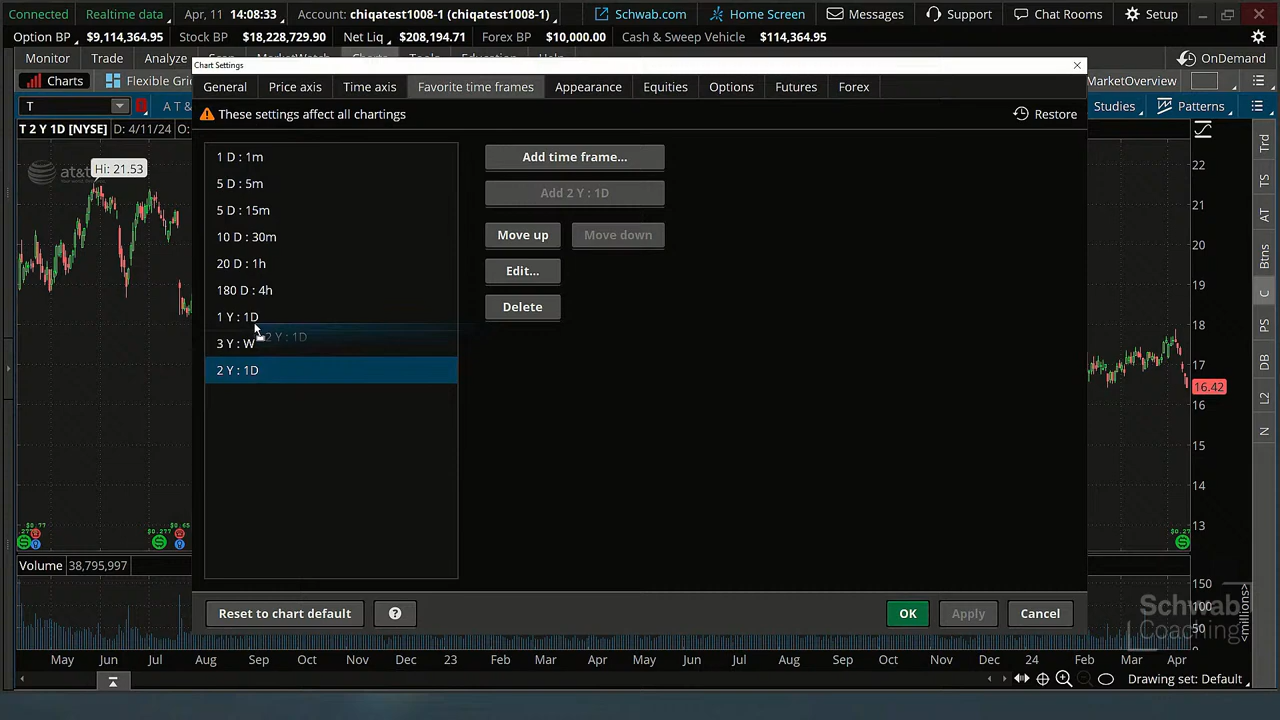 Connected Realtime data Apr, 11 14:08:33 Account: chiqatest1008-1 (chiqatest1008-1) Schwab.com Home Screen Messages Support Chat Rooms Setup
Option BP $9,114,364.95 Stock BP $18,228,729.90 Net Liq $208,194.71 Forex BP $10,000.00 Cash & Sweep Vehicle $114,364.95
Monitor Trade Analyze OnDemand
Chart Settings
Charts Flexible Gri MarketOverview
General Price axis Time axis Favorite time frames Appearance Equities Options Futures Forex
T A T & Studies Patterns
These settings affect all chartings Restore
T 2 Y 1D [NYSE] D: 4/11/24 O:
Hi: 21.53
at&t
1 D : 1m
5 D : 5m
5 D : 15m
10 D : 30m
20 D : 1h
180 D : 4h
1 Y : 1D
2 Y : 1D
3 Y : W
2 Y : 1D
Add time frame...
Add 2 Y : 1D
Move up Move down
Edit...
Delete
22
21
20
19
18
17
16.42
16
15
14
13
Trd
TS
AT
Btns
C
PS
DB
L2
N
$0.27
Volume 38,795,997
150
50
0
<millions>
Reset to chart default ? OK Apply Cancel
Schwab
Coaching
May Jun Jul Aug Sep Oct Nov Dec 23 Feb Mar Apr May Jun Jul Aug Sep Oct Nov Dec 24 Feb Mar Apr
Drawing set: Default